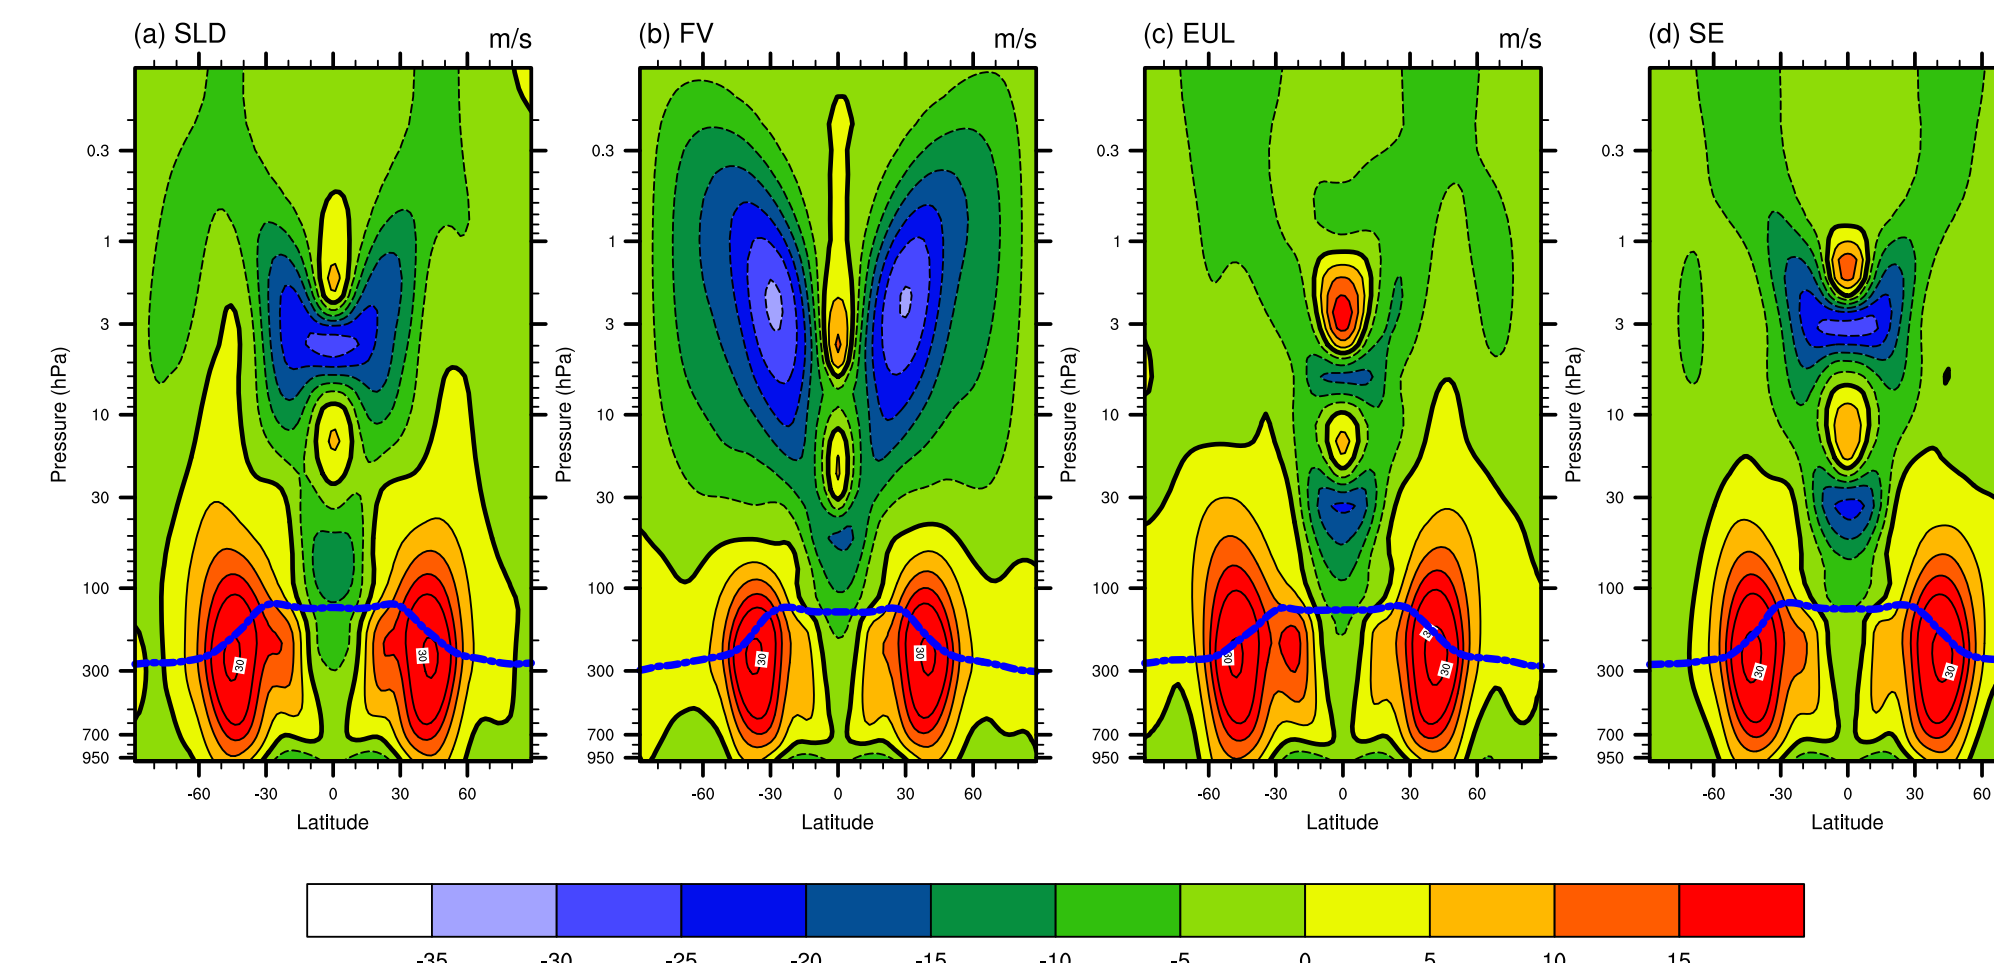 (a) SLD m/s (b) FV m/s (c) EUL m/s (d) SE
0.3 0.3 0.3 0.3
1 1 1 1
3 3 3 3
Pressure (hPa) Pressure (hPa) Pressure (hPa) Pressure (hPa)
10 10 10 10
30 30 30 30
100 100 100 100
30 30 30 30 30 30 30 30 30
300 300 300 300
700 700 700 700
950 950 950 950
-60 -30 0 30 60 -60 -30 0 30 60 -60 -30 0 30 60 -60 -30 0 30 60
Latitude Latitude Latitude Latitude
-35 -30 -25 -20 -15 -10 -5 0 5 10 15